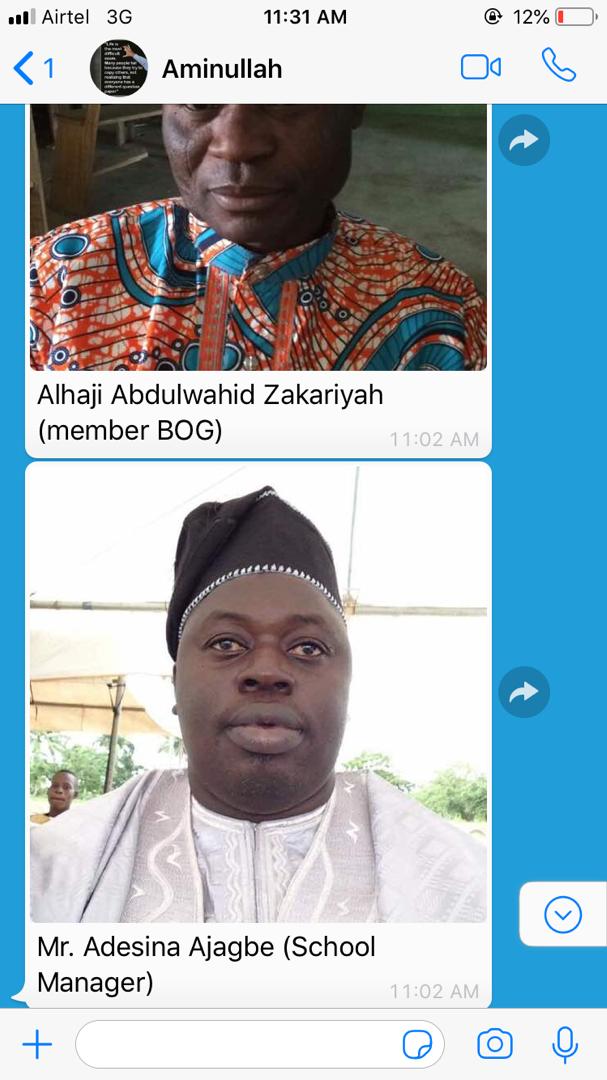 Airtel 3G 11:31 AM 12%
1 Aminullah
Alhaji Abdulwahid Zakariyah
(member BOG)
11:02 AM
Mr. Adesina Ajagbe (School
Manager)
11:02 AM